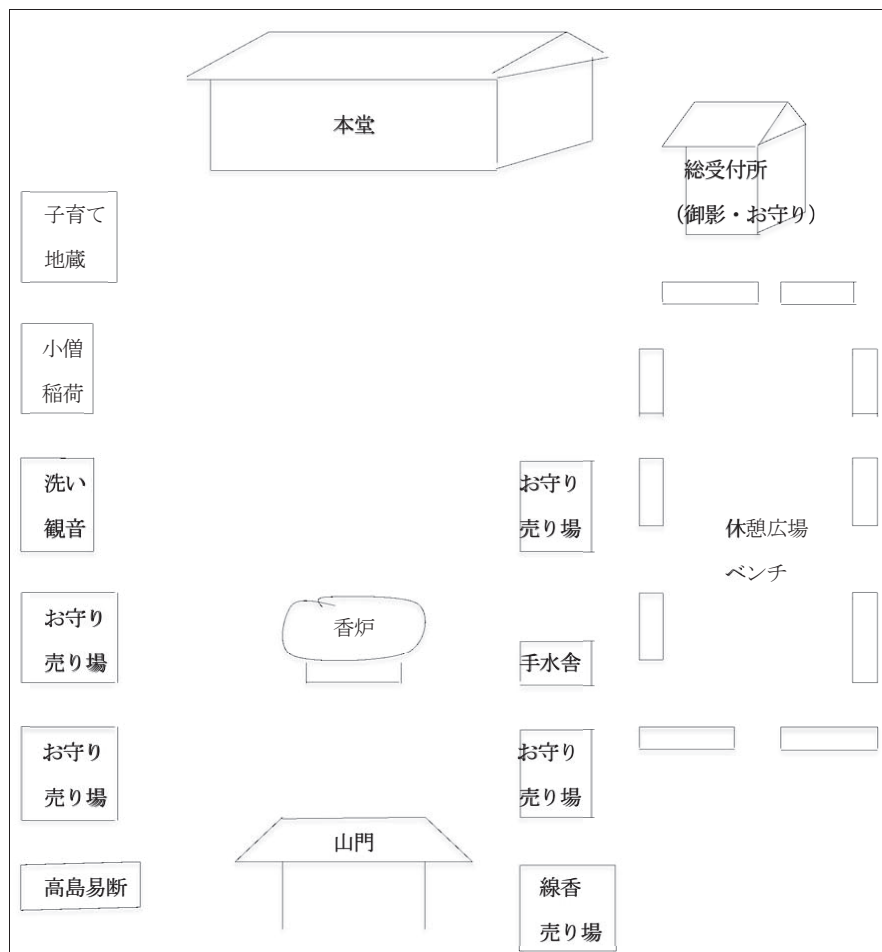 本堂
総受付所
（御影・お守り）
子育て
地蔵
小僧
稲荷
洗い
観音
お守り
売り場
休憩広場
ベンチ
お守り
売り場
香炉
手水舎
お守り
売り場
お守り
売り場
山門
高島易断
線香
売り場